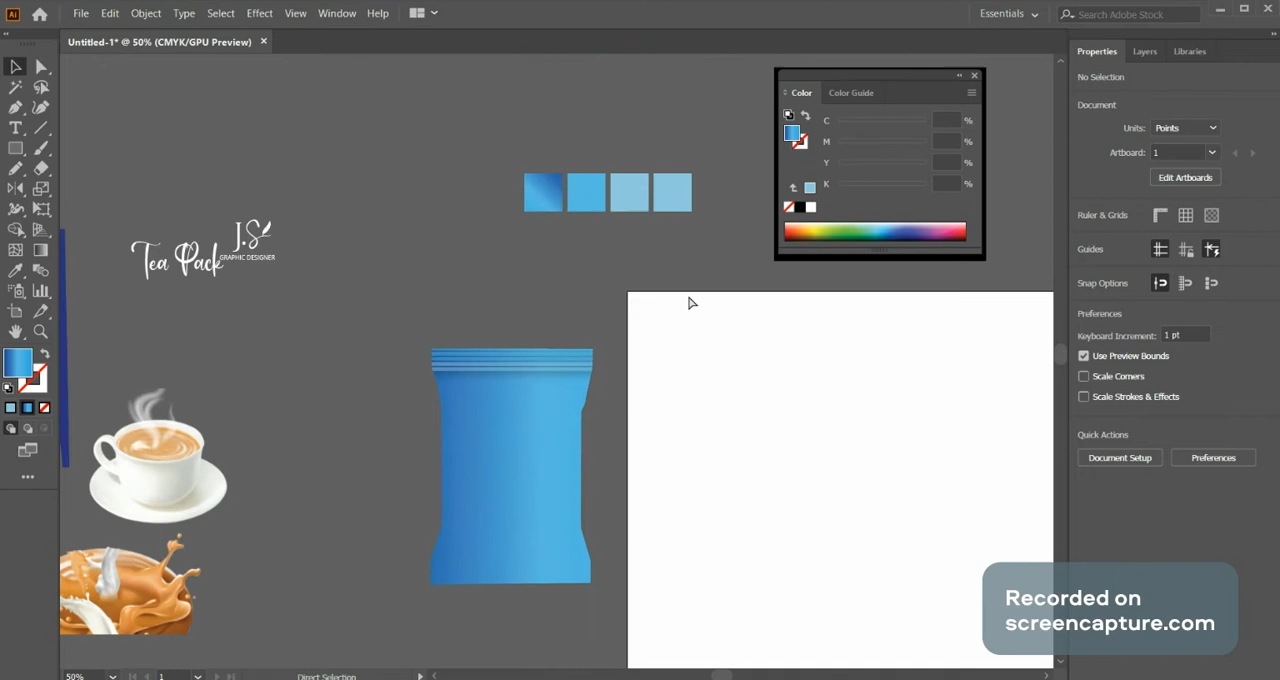 Ai File Edit Object Type Select Effect View Window Help Essentials Search Adobe Stock
Untitled-1* @ 50% (CMYK/GPU Preview)
Properties Layers Libraries
No Selection
Document
Units: Points
Artboard: 1
Edit Artboards
Ruler & Grids
Guides
Snap Options
Preferences
Keyboard Increment: 1 pt
Use Preview Bounds
Scale Corners
Scale Strokes & Effects
Quick Actions
Document Setup Preferences
Color Color Guide
C %
M %
Y %
K %
J.S
Tea Pack
GRAPHIC DESIGNER
Recorded on
screencapture.com
50% 1 Direct Selection